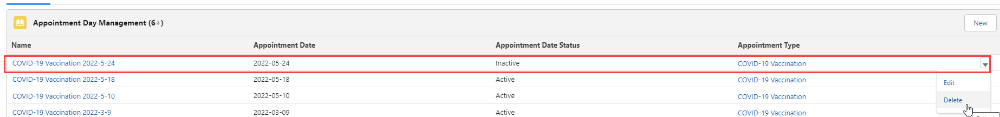 Appointment Day Management (6+)
New
Name Appointment Date Appointment Date Status Appointment Type
COVID-19 Vaccination 2022-5-24 2022-05-24 Inactive COVID-19 Vaccination
COVID-19 Vaccination 2022-5-18 2022-05-18 Active COVID-19 Vaccination
Edit
COVID-19 Vaccination 2022-5-10 2022-05-10 Active COVID-19 Vaccination
Delete
COVID-19 Vaccination 2022-3-9 2022-03-09 Active COVID-19 Vaccination